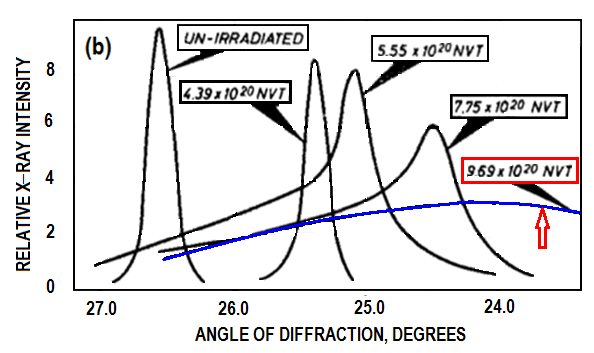 (b)
UN-IRRADIATED
5.55 x 10²⁰ NVT
4.39 x 10²⁰ NVT
7.75 x 10²⁰ NVT
9.69 x 10²⁰ NVT
RELATIVE X-RAY INTENSITY
8
6
4
2
0
27.0 26.0 25.0 24.0
ANGLE OF DIFFRACTION, DEGREES